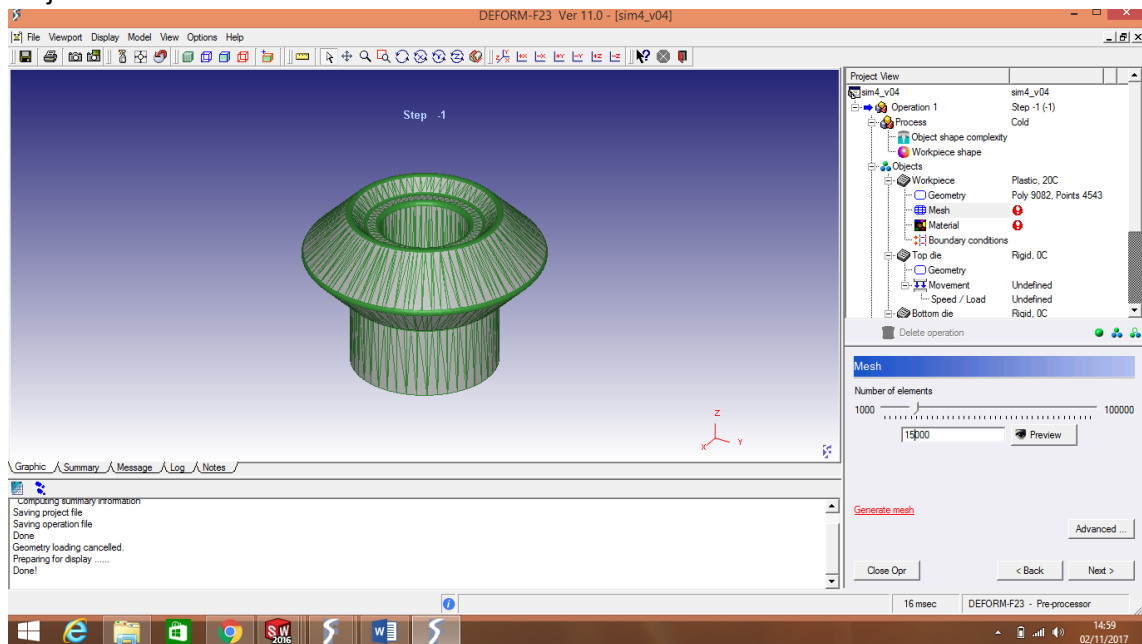 DEFORM-F23 Ver 11.0 - [sim4_v04]
File Viewport Display Model View Options Help
Step -1
Z
X Y
Project View
sim4_v04 sim4_v04
Operation 1 Step -1 (-1)
Process Cold
Object shape complexity
Workpiece shape
Objects
Workpiece Plastic, 20C
Geometry Poly 9082, Points 4543
Mesh
Material
Boundary conditions
Top die Rigid, 0C
Geometry
Movement Undefined
Speed / Load Undefined
Bottom die Rigid, 0C
Delete operation
Mesh
Number of elements
1000 100000
15000 Preview
Generate mesh
Advanced ...
Close Opr < Back Next >
Graphic Summary Message Log Notes
Computing summary information
Saving project file
Saving operation file
Done
Geometry loading cancelled.
Preparing for display ......
Done!
16 msec DEFORM-F23 - Pre-processor
SW
2016
14:59
02/11/2017